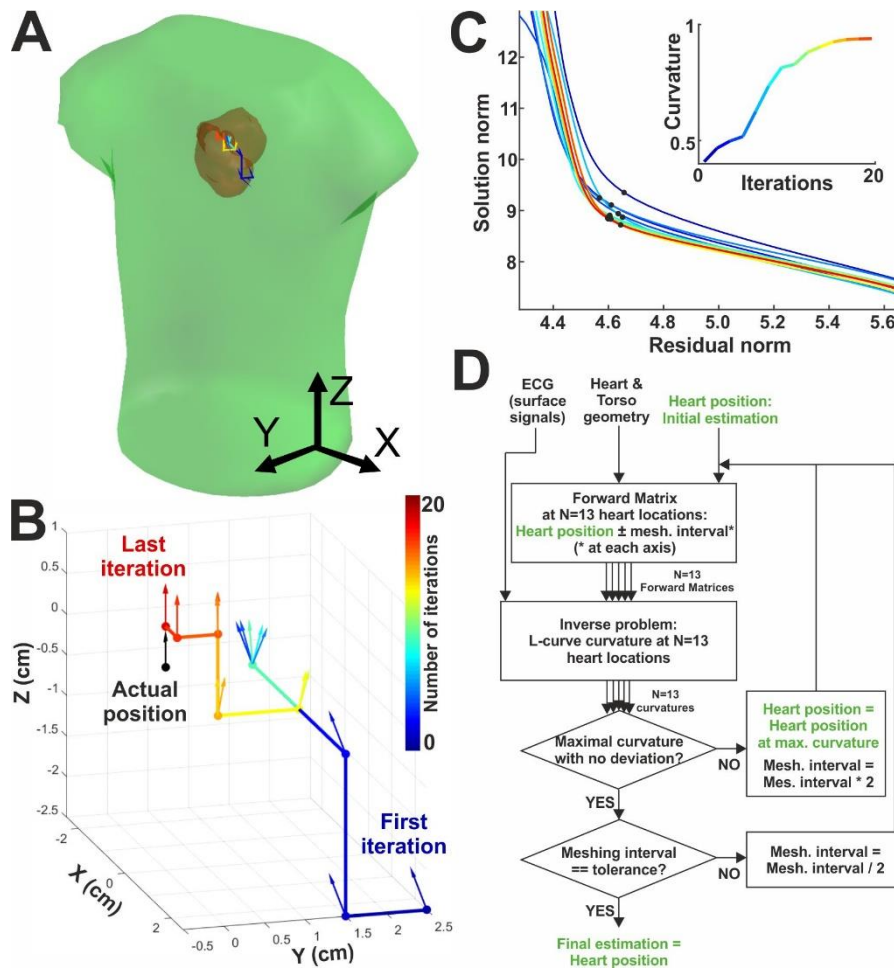 A
Z
Y
X
B
Z (cm)
1
0.5
0
-0.5
-1
-1.5
-2
-2.5
Last
iteration
Actual
position
First
iteration
20
Number of iterations
0
X (cm)
-2
0
2
Y (cm)
-0.5
0
0.5
1
1.5
2
2.5
C
Solution norm
12
11
10
9
8
4.4
4.6
4.8
5.0
5.2
5.4
5.6
Residual norm
Curvature
1
0.5
0
20
Iterations
D
ECG
(surface
signals)
Heart &
Torso
geometry
Heart position:
Initial estimation
Forward Matrix
at N=13 heart locations:
Heart position ± mesh. interval*
(* at each axis)
N=13
Forward Matrices
Inverse problem:
L-curve curvature at N=13
heart locations
N=13
curvatures
Maximal curvature
with no deviation?
NO
Heart position =
Heart position
at max. curvature
Mesh. interval =
Mes. interval * 2
YES
Meshing interval
== tolerance?
NO
Mesh. interval =
Mesh. interval / 2
YES
Final estimation =
Heart position